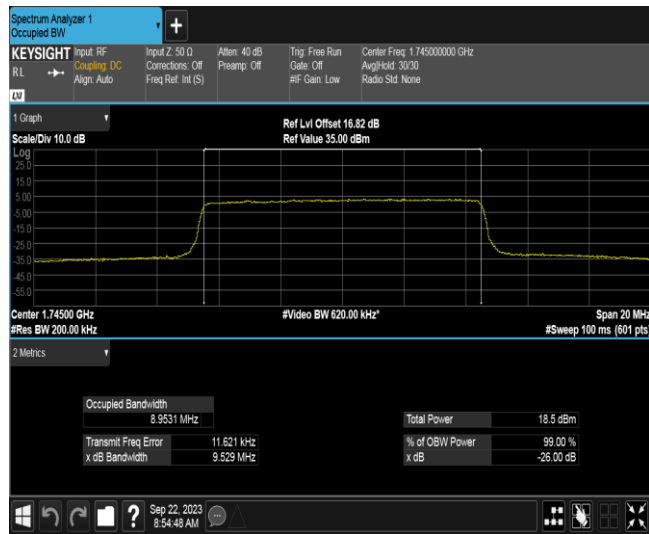 Spectrum Analyzer 1
Occupied BW
+
KEYSIGHT Input: RF Input Z: 50 Ω Atten: 40 dB Trig: Free Run Center Freq: 1.745000000 GHz
RL Coupling: DC Corrections: Off Preamp: Off Gate: Off Avg|Hold: 30/30
Align: Auto Freq Ref: Int (S) #IF Gain: Low Radio Std: None
LXI
1 Graph Ref Lvl Offset 16.82 dB
Scale/Div 10.0 dB Ref Value 35.00 dBm
Log
25.0
15.0
5.00
-5.00
-15.0
-25.0
-35.0
-45.0
-55.0
Center 1.74500 GHz #Video BW 620.00 kHz* Span 20 MHz
#Res BW 200.00 kHz #Sweep 100 ms (601 pts)
2 Metrics
Occupied Bandwidth
8.9531 MHz Total Power 18.5 dBm
Transmit Freq Error 11.621 kHz % of OBW Power 99.00 %
x dB Bandwidth 9.529 MHz x dB -26.00 dB
? Sep 22, 2023
8:54:48 AM